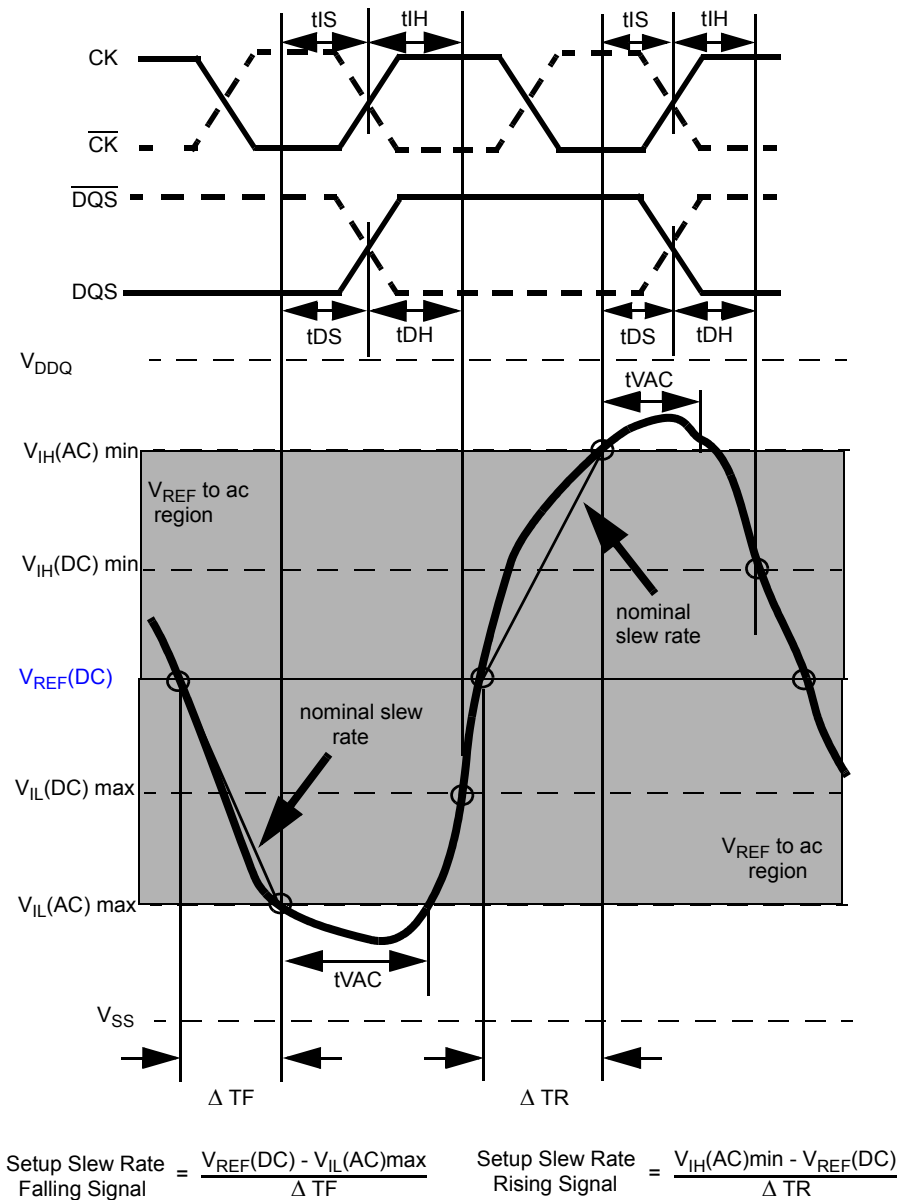 tIS tIH tIS tIH
CK
CK
DQS
DQS
tDS tDH tDS tDH
VDDQ
tVAC
VIH(AC) min
VREF to ac
region
VIH(DC) min
nominal
slew rate
VREF(DC)
nominal slew
rate
VIL(DC) max
VREF to ac
region
VIL(AC) max
tVAC
VSS
Δ TF Δ TR
Setup Slew Rate
Falling Signal
= VREF(DC) - VIL(AC)max
Δ TF
Setup Slew Rate
Rising Signal
= VIH(AC)min - VREF(DC)
Δ TR